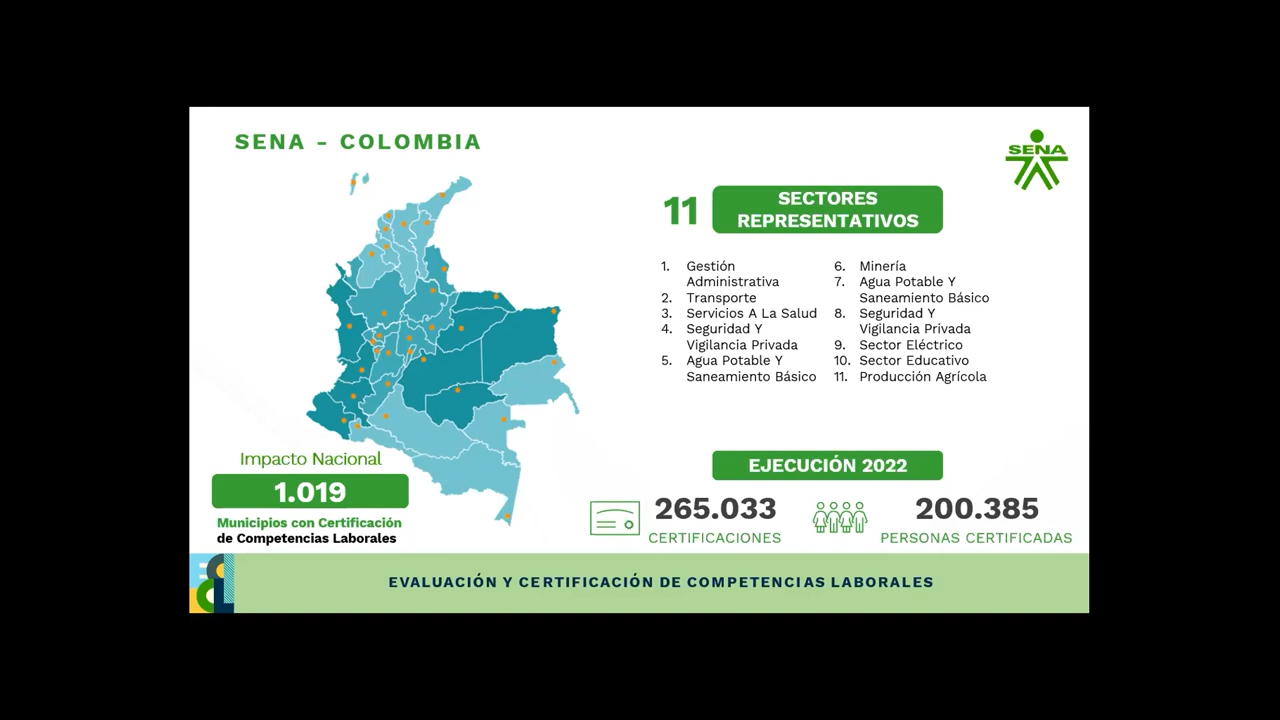 SENA - COLOMBIA
SENA
11
SECTORES
REPRESENTATIVOS
1. Gestión
Administrativa
2. Transporte
3. Servicios A La Salud
4. Seguridad Y
Vigilancia Privada
5. Agua Potable Y
Saneamiento Básico
6. Minería
7. Agua Potable Y
Saneamiento Básico
8. Seguridad Y
Vigilancia Privada
9. Sector Eléctrico
10. Sector Educativo
11. Producción Agrícola
Impacto Nacional
1.019
Municipios con Certificación
de Competencias Laborales
EJECUCIÓN 2022
265.033
CERTIFICACIONES
200.385
PERSONAS CERTIFICADAS
EVALUACIÓN Y CERTIFICACIÓN DE COMPETENCIAS LABORALES